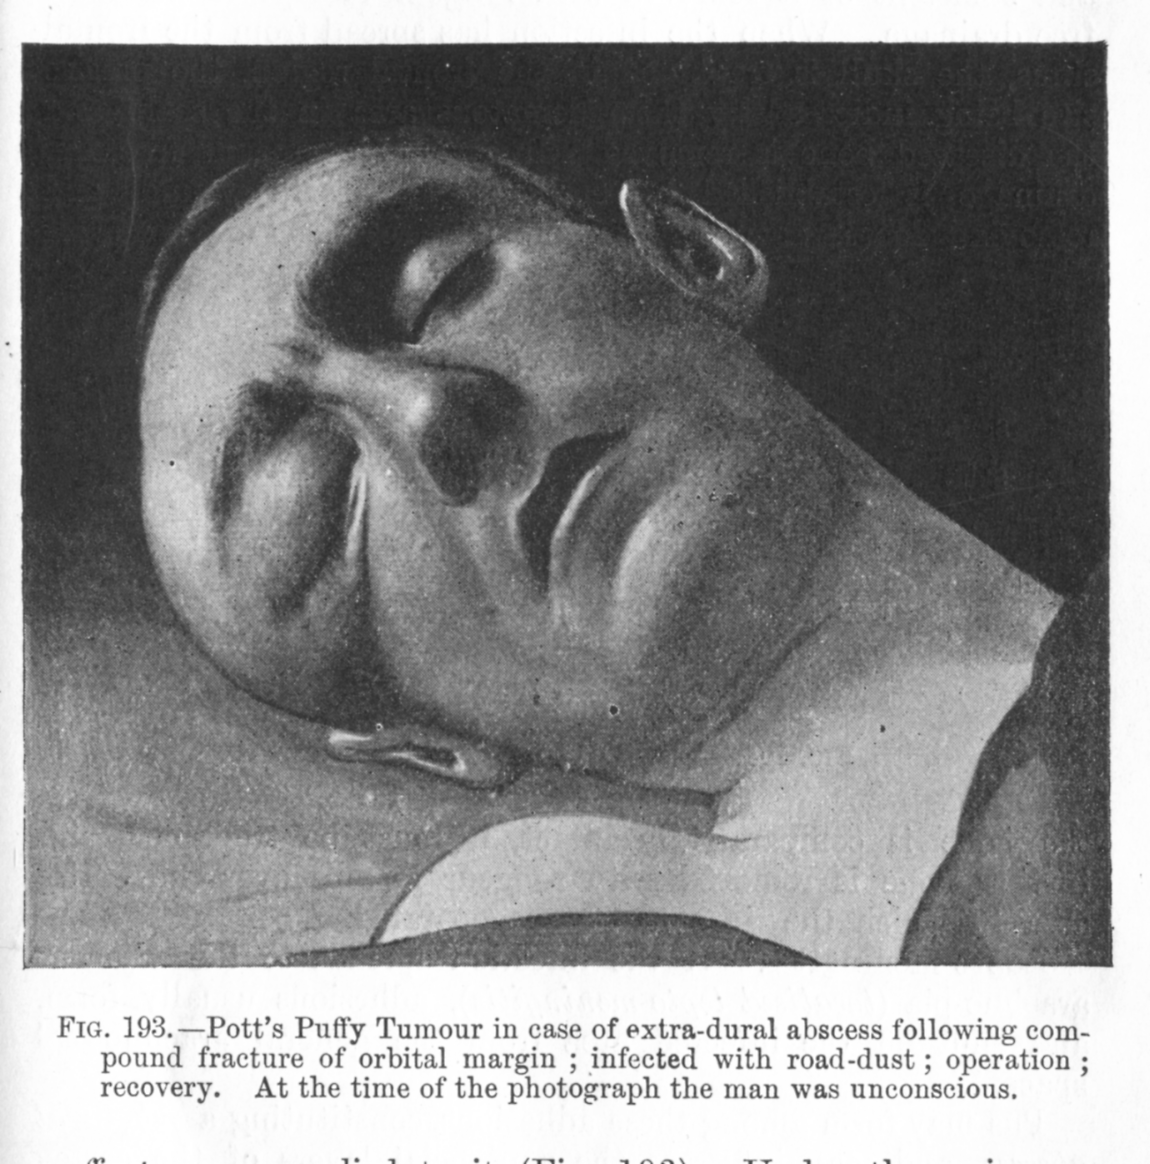 FIG. 193.—Pott's Puffy Tumour in case of extra-dural abscess following com-
pound fracture of orbital margin ; infected with road-dust ; operation ;
recovery. At the time of the photograph the man was unconscious.